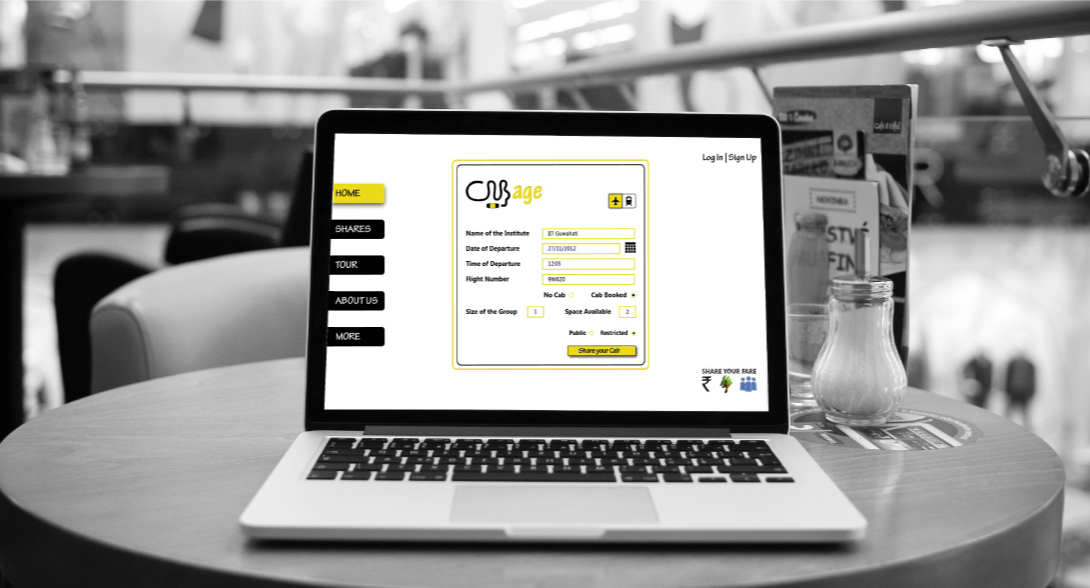 Log In | Sign Up
HOME
SHARES
TOUR
ABOUT US
MORE
CABage
Name of the Institute IIT Guwahati
Date of Departure 27/11/2012
Time of Departure 1205
Flight Number 9W620
No Cab Cab Booked
Size of the Group 1 Space Available 2
Public Restricted
Share your Cab
SHARE YOUR FARE
₹
NOVINKA